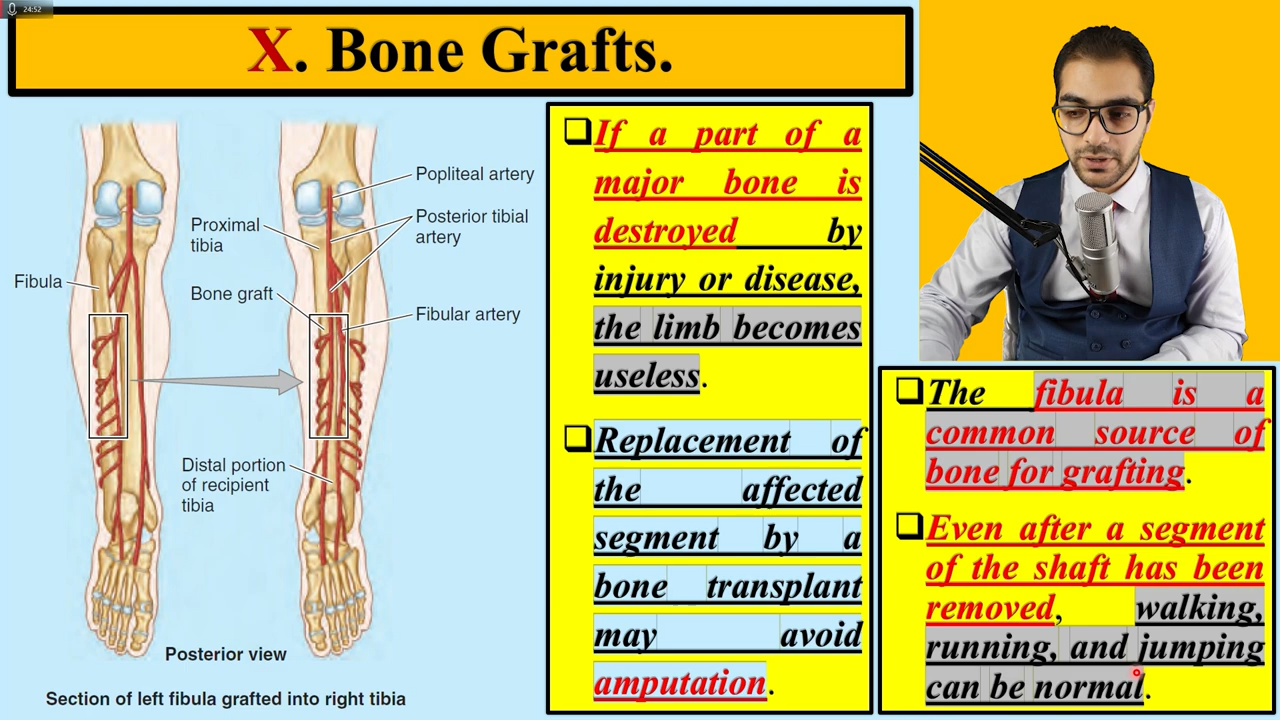 24:52
X. Bone Grafts.
Popliteal artery
Posterior tibial
artery
Proximal
tibia
Fibula
Bone graft
Fibular artery
Distal portion
of recipient
tibia
Posterior view
Section of left fibula grafted into right tibia
❑If a part of a
major bone is
destroyed by
injury or disease,
the limb becomes
useless.
❑Replacement of
the affected
segment by a
bone transplant
may avoid
amputation.
❑The fibula is a
common source of
bone for grafting.
❑Even after a segment
of the shaft has been
removed, walking,
running, and jumping
can be normal.